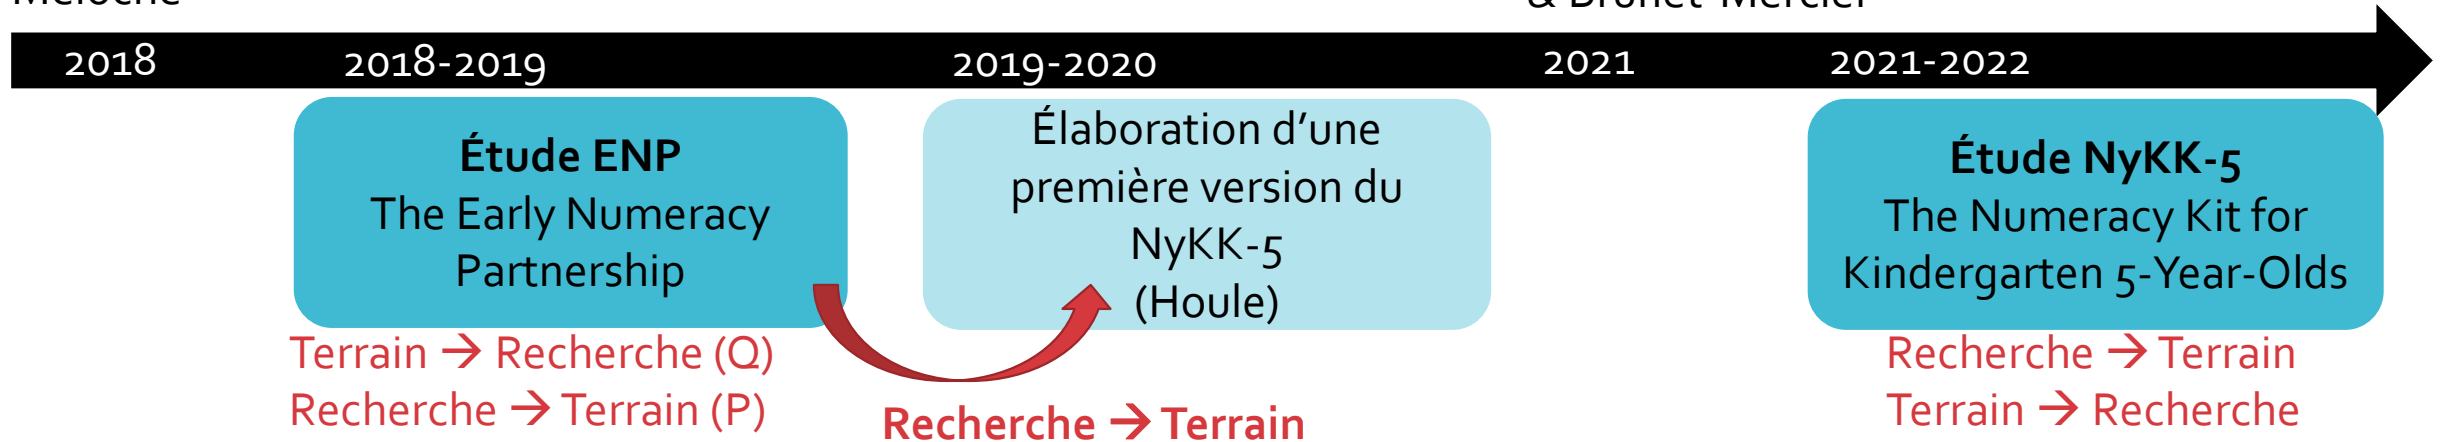 & Brunet-Mercier
2018 2018-2019 2019-2020 2021 2021-2022
Étude ENP
The Early Numeracy
Partnership
Terrain → Recherche (Q)
Recherche → Terrain (P)
Élaboration d’une
première version du
NyKK-5
(Houle)
Recherche → Terrain
Étude NyKK-5
The Numeracy Kit for
Kindergarten 5-Year-Olds
Recherche → Terrain
Terrain → Recherche